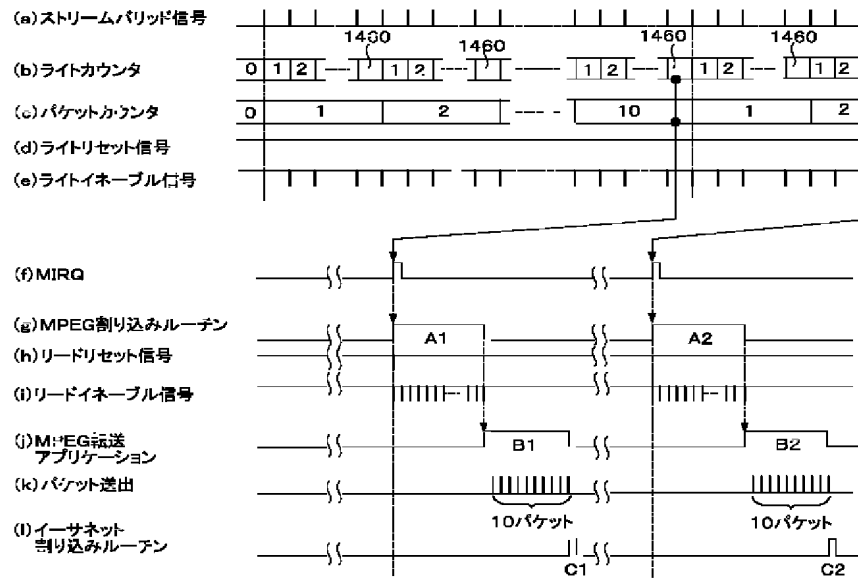 (a)ストリームバリッド信号
1460 1460 1460 1460
(b)ライトカウンタ 0 1 2 1 2 1 2 1 2 1 2
(c)パケットカウンタ 0 1 2 10 1 2
(d)ライトリセット信号
(e)ライトイネーブル信号
(f)MIRQ
(g)MPEG割り込みルーチン A1 A2
(h)リードリセット信号
(i)リードイネーブル信号
(j)MPEG転送
アプリケーション B1 B2
(k)パケット送出
10パケット 10パケット
(l)イーサネット
割り込みルーチン
C1 C2